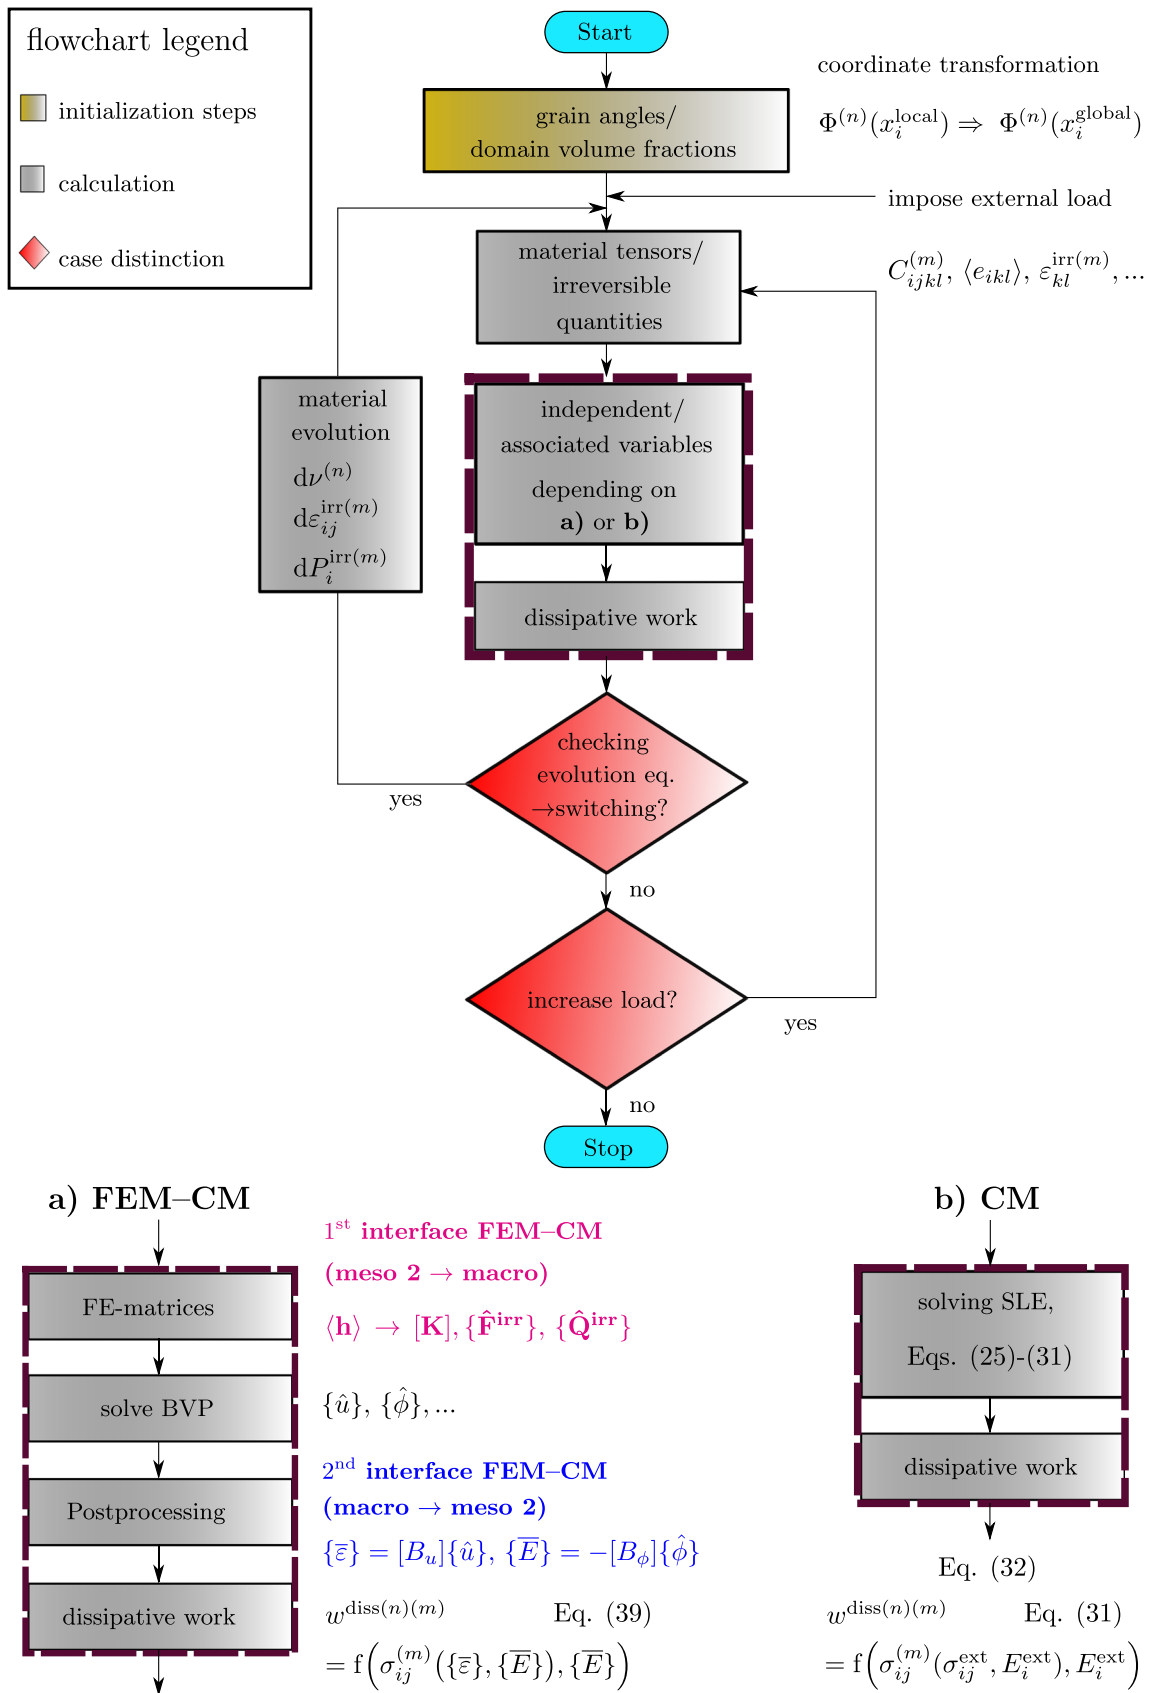 flowchart legend
initialization steps
calculation
case distinction
Start
grain angles/
domain volume fractions
coordinate transformation
Φ^(n)(x_i^local) ⇒ Φ^(n)(x_i^global)
impose external load
material tensors/
irreversible
quantities
C_ijkl^(m), ⟨e_ikl⟩, ε_kl^irr(m), ...
material
evolution
dν^(n)
dε_ij^irr(m)
dP_i^irr(m)
independent/
associated variables
depending on
a) or b)
dissipative work
checking
evolution eq.
→switching?
yes
no
increase load?
yes
no
Stop
a) FEM–CM
FE-matrices
solve BVP
Postprocessing
dissipative work
1st interface FEM–CM
(meso 2 → macro)
⟨h⟩ → [K], {F̂^irr}, {Q̂^irr}
{û}, {ϕ̂}, ...
2nd interface FEM–CM
(macro → meso 2)
{ε̅} = [B_u]{û}, {E̅} = −[B_ϕ]{ϕ̂}
w^diss(n)(m) Eq. (39)
= f(σ_ij^(m)({ε̅}, {E̅}), {E̅})
b) CM
solving SLE,
Eqs. (25)-(31)
dissipative work
Eq. (32)
w^diss(n)(m) Eq. (31)
= f(σ_ij^(m)(σ_ij^ext, E_i^ext), E_i^ext)